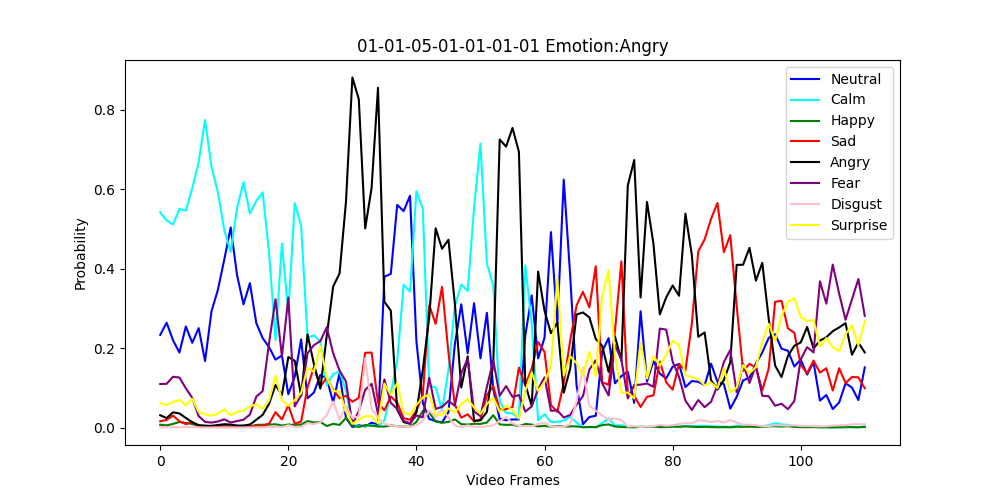 01-01-05-01-01-01-01 Emotion:Angry
Probability
0.8
0.6
0.4
0.2
0.0
0
20
40
60
80
100
Video Frames
Neutral
Calm
Happy
Sad
Angry
Fear
Disgust
Surprise